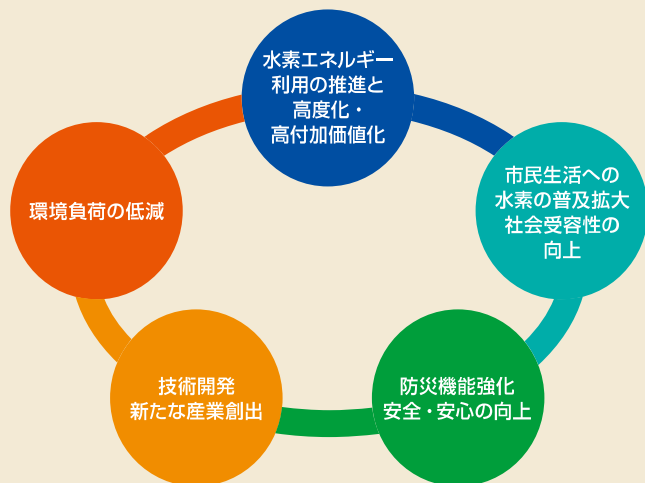 水素エネルギー
利用の推進と
高度化・
高付加価値化
市民生活への
水素の普及拡大
社会受容性の
向上
防災機能強化
安全・安心の向上
技術開発
新たな産業創出
環境負荷の低減